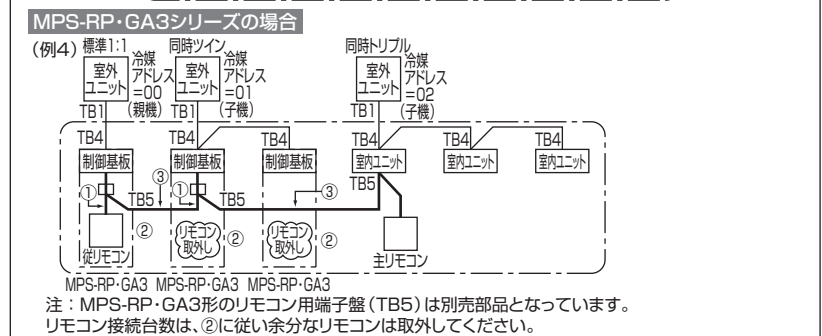 MPS-RP・GA3シリーズの場合
(例4) 標準1:1 同時ツイン 同時トリプル
室外ユニット 冷媒アドレス=00(親機)
室外ユニット 冷媒アドレス=01(子機)
室外ユニット 冷媒アドレス=02(子機)
TB1 TB1 TB1
TB4 TB4 TB4 TB4 TB4 TB4
制御基板 制御基板 制御基板 室内ユニット 室内ユニット 室内ユニット
① ③ ① ③
TB5 TB5 TB5
従リモコン ② リモコン取外し ② リモコン取外し ② 主リモコン
MPS-RP・GA3 MPS-RP・GA3 MPS-RP・GA3
注：MPS-RP・GA3形のリモコン用端子盤（TB5）は別売部品となっています。
リモコン接続台数は、②に従い余分なリモコンは取外してください。